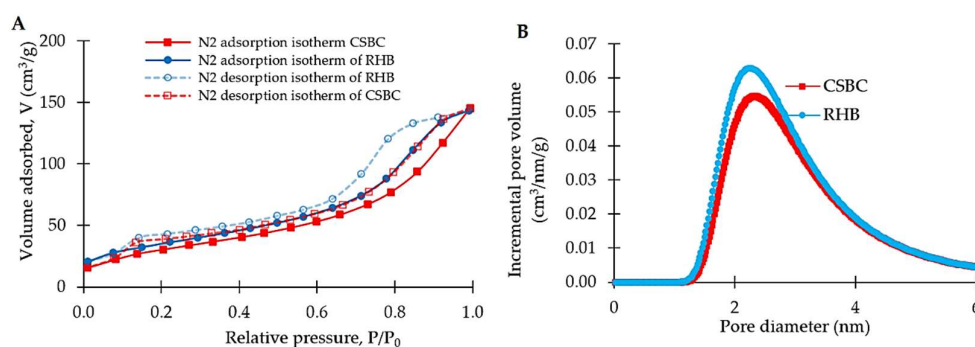 A
Volume adsorbed, V (cm³/g)
200
150
100
50
0
N2 adsorption isotherm CSBC
N2 adsorption isotherm of RHB
N2 desorption isotherm of RHB
N2 desorption isotherm of CSBC
0.0 0.2 0.4 0.6 0.8 1.0
Relative pressure, P/P₀
B
Incremental pore volume
(cm³/nm/g)
0.07
0.06
0.05
0.04
0.03
0.02
0.01
0.00
CSBC
RHB
0 2 4 6
Pore diameter (nm)